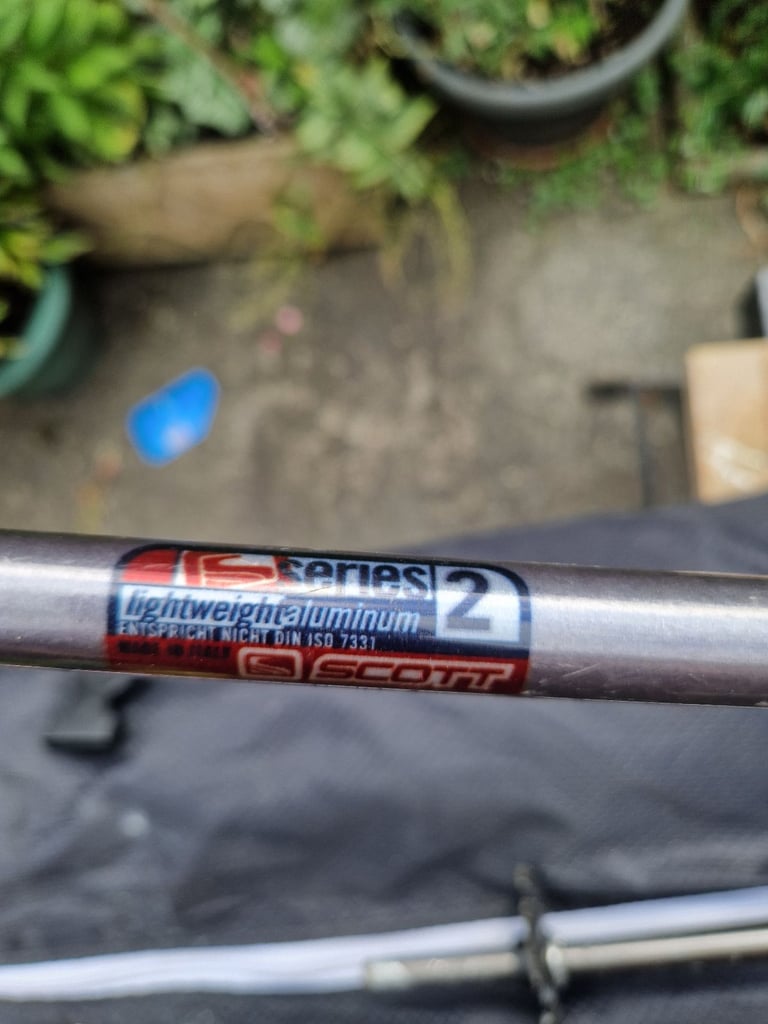 series 2
lightweight aluminum
ENTSPRICHT NICHT DIN ISO 7331
MADE IN ITALY
SCOTT